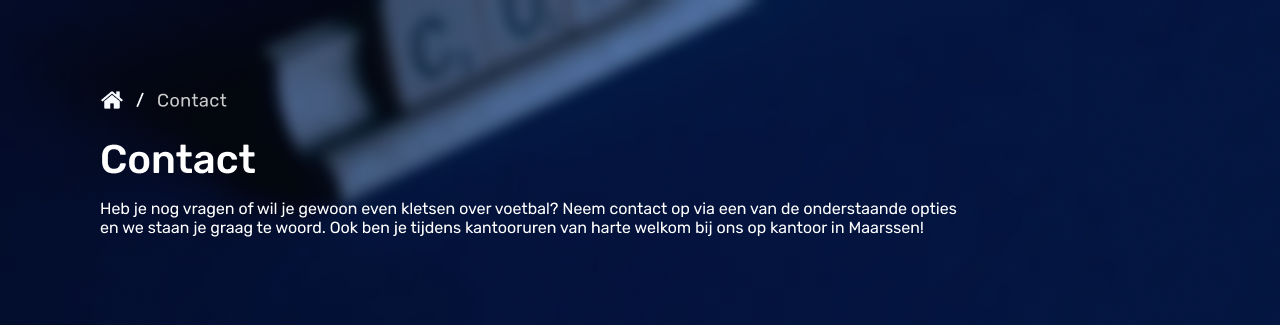 / Contact
Contact
Heb je nog vragen of wil je gewoon even kletsen over voetbal? Neem contact op via een van de onderstaande opties
en we staan je graag te woord. Ook ben je tijdens kantooruren van harte welkom bij ons op kantoor in Maarssen!